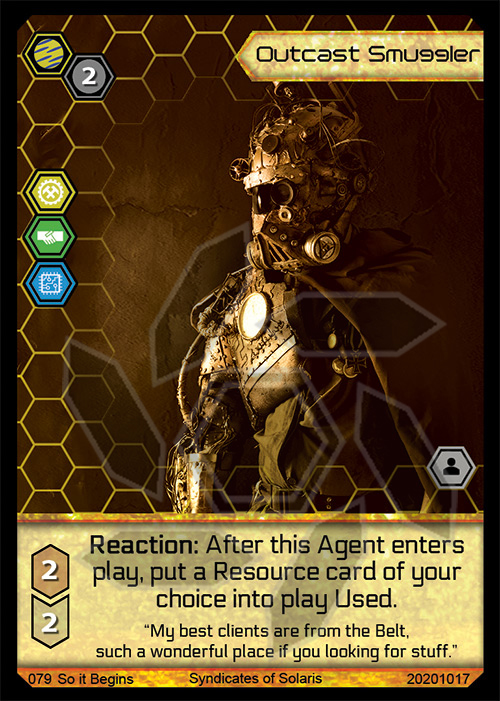 Outcast Smuggler
2
2
2
Reaction: After this Agent enters
play, put a Resource card of your
choice into play Used.
“My best clients are from the Belt,
such a wonderful place if you looking for stuff.”
079 So it Begins
Syndicates of Solaris
20201017